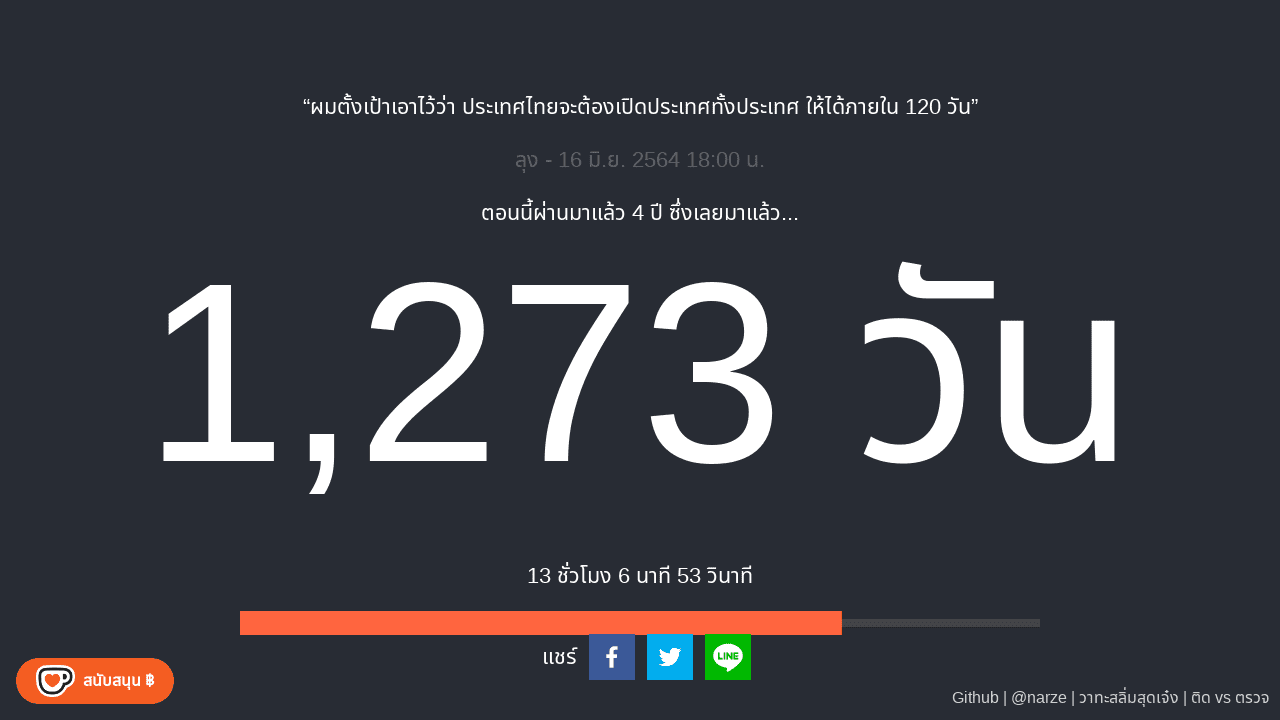 “ผมตั้งเป้าเอาไว้ว่า ประเทศไทยจะต้องเปิดประเทศทั้งประเทศ ให้ได้ภายใน 120 วัน”
ลุง - 16 มิ.ย. 2564 18:00 น.
ตอนนี้ผ่านมาแล้ว 4 ปี ซึ่งเลยมาแล้ว...
1,273 วัน
13 ชั่วโมง 6 นาที 53 วินาที
แชร์
LINE
สนับสนุน ฿
Github | @narze | วาทะสลิ่มสุดเจ๋ง | ติด vs ตรวจ